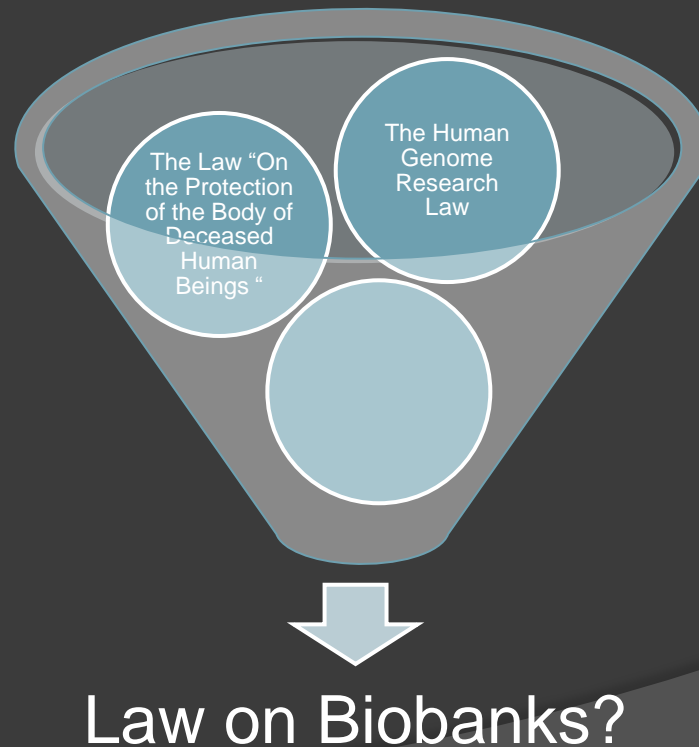 The Law “On
the Protection
of the Body of
Deceased
Human
Beings “
The Human
Genome
Research
Law
Law on Biobanks?